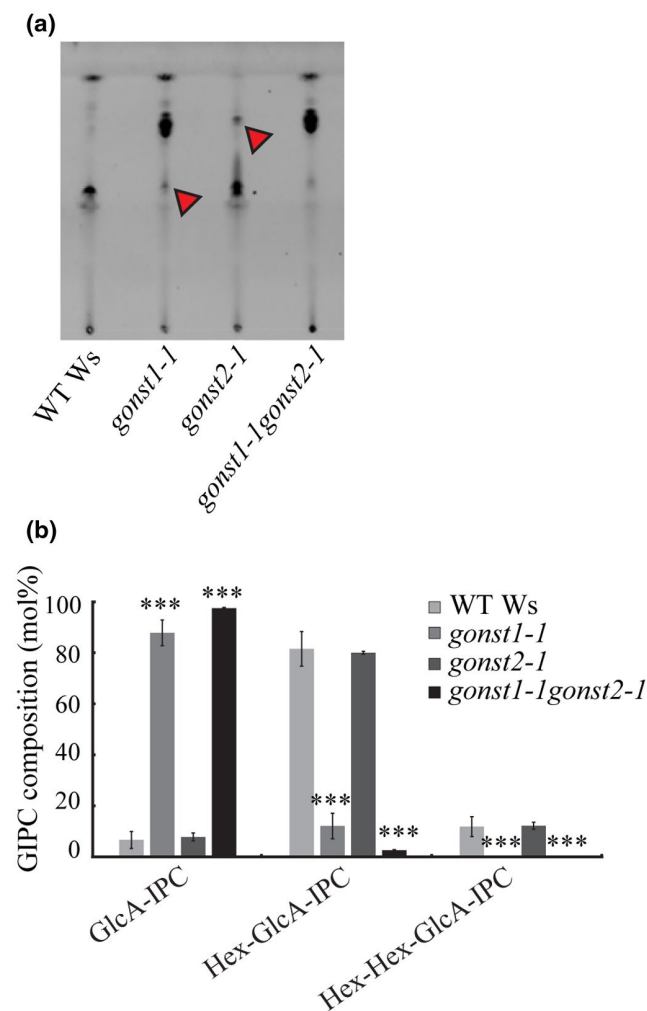 (a)
WT Ws
gonst1-1
gonst2-1
gonst1-1gonst2-1
(b)
GIPC composition (mol%)
100
80
60
40
20
0
***
***
***
***
***
***
WT Ws
gonst1-1
gonst2-1
gonst1-1gonst2-1
GlcA-IPC
Hex-GlcA-IPC
Hex-Hex-GlcA-IPC